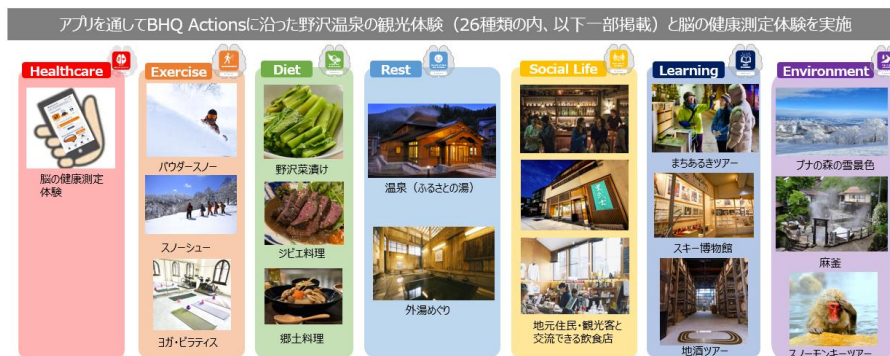 アプリを通してBHQ Actionsに沿った野沢温泉の観光体験（26種類の内、以下一部掲載）と脳の健康測定体験を実施
Healthcare
脳の健康測定
体験
Exercise
パウダースノー
スノーシュー
ヨガ・ピラティス
Diet
野沢菜漬け
ジビエ料理
郷土料理
Rest
温泉（ふるさとの湯）
外湯めぐり
Social Life
地元住民・観光客と
交流できる飲食店
Learning
まちあるきツアー
スキー博物館
地酒ツアー
Environment
ブナの森の雪景色
麻釜
スノーモンキーツアー